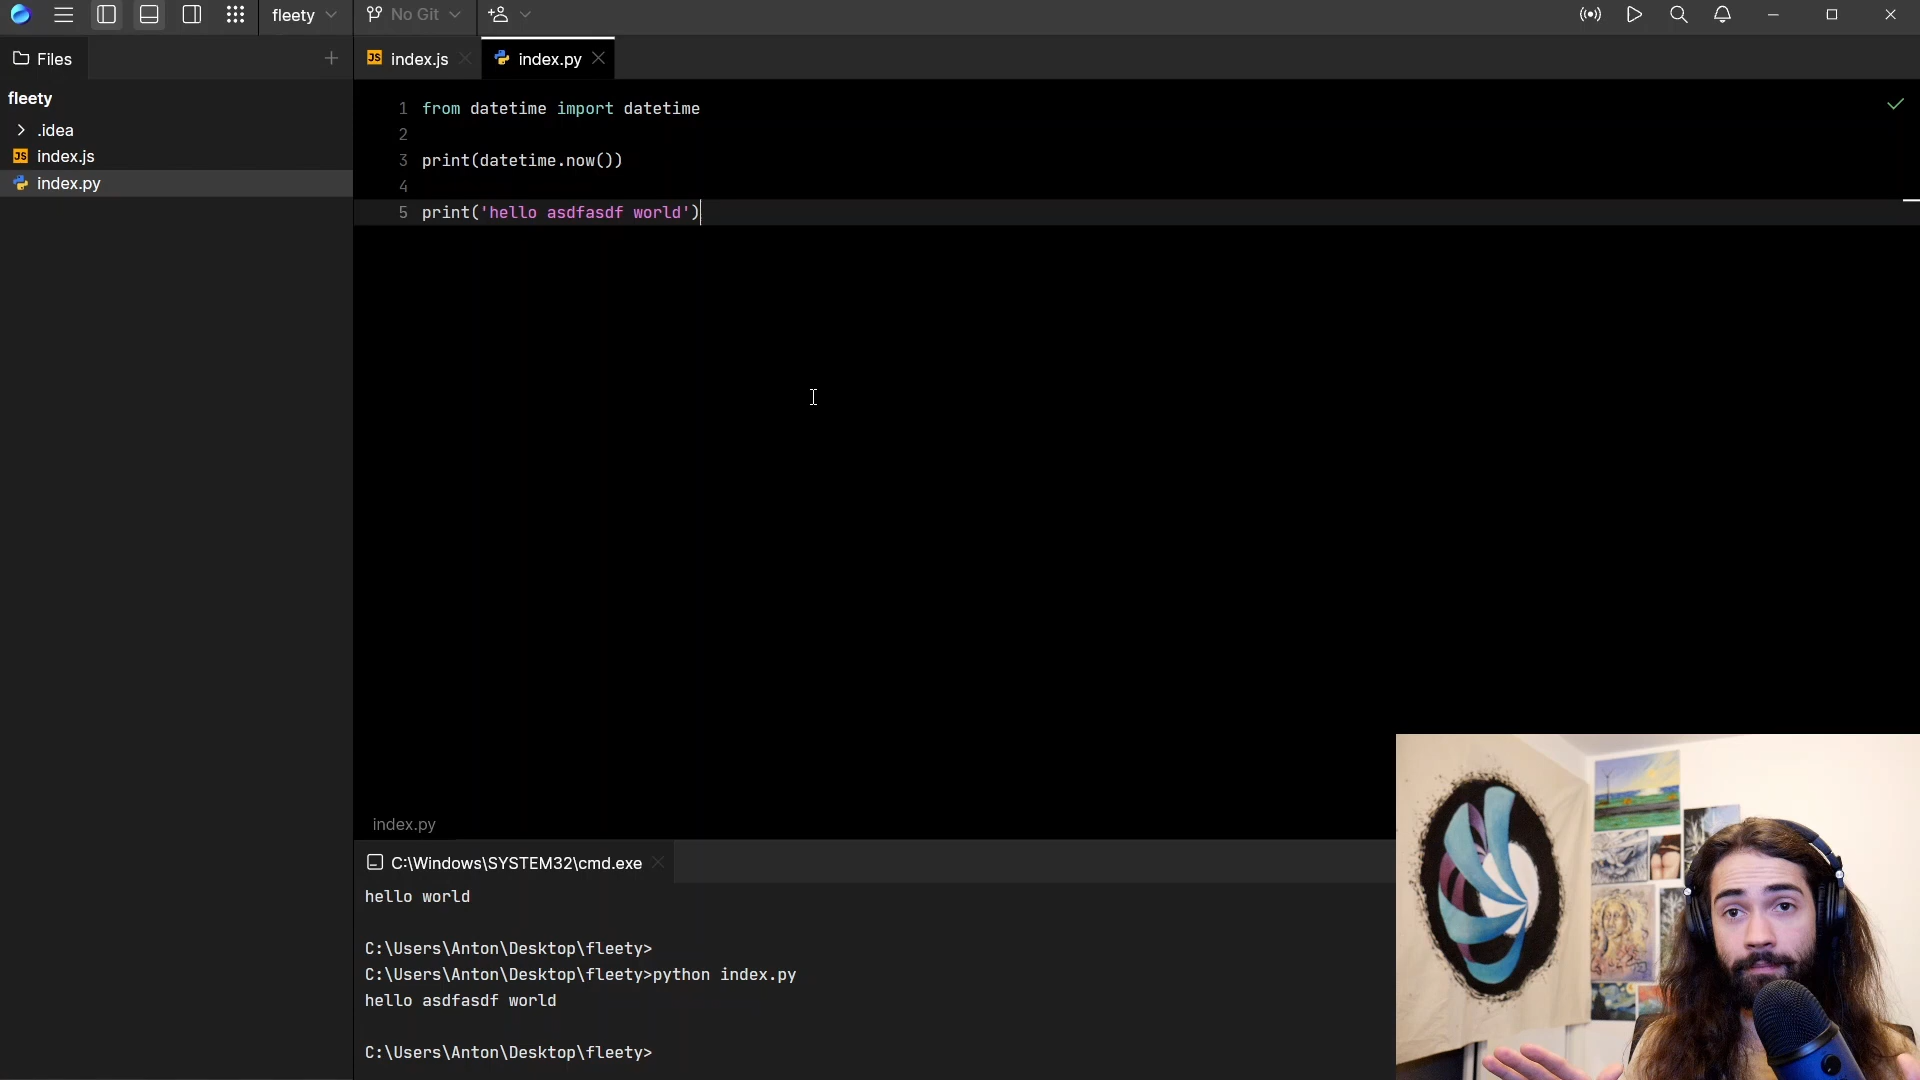 fleety
No Git
Files
index.js
index.py
fleety
.idea
index.js
index.py
1 from datetime import datetime
2
3 print(datetime.now())
4
5 print('hello asdfasdf world')
index.py
C:\Windows\SYSTEM32\cmd.exe
hello world
C:\Users\Anton\Desktop\fleety>
C:\Users\Anton\Desktop\fleety>python index.py
hello asdfasdf world
C:\Users\Anton\Desktop\fleety>